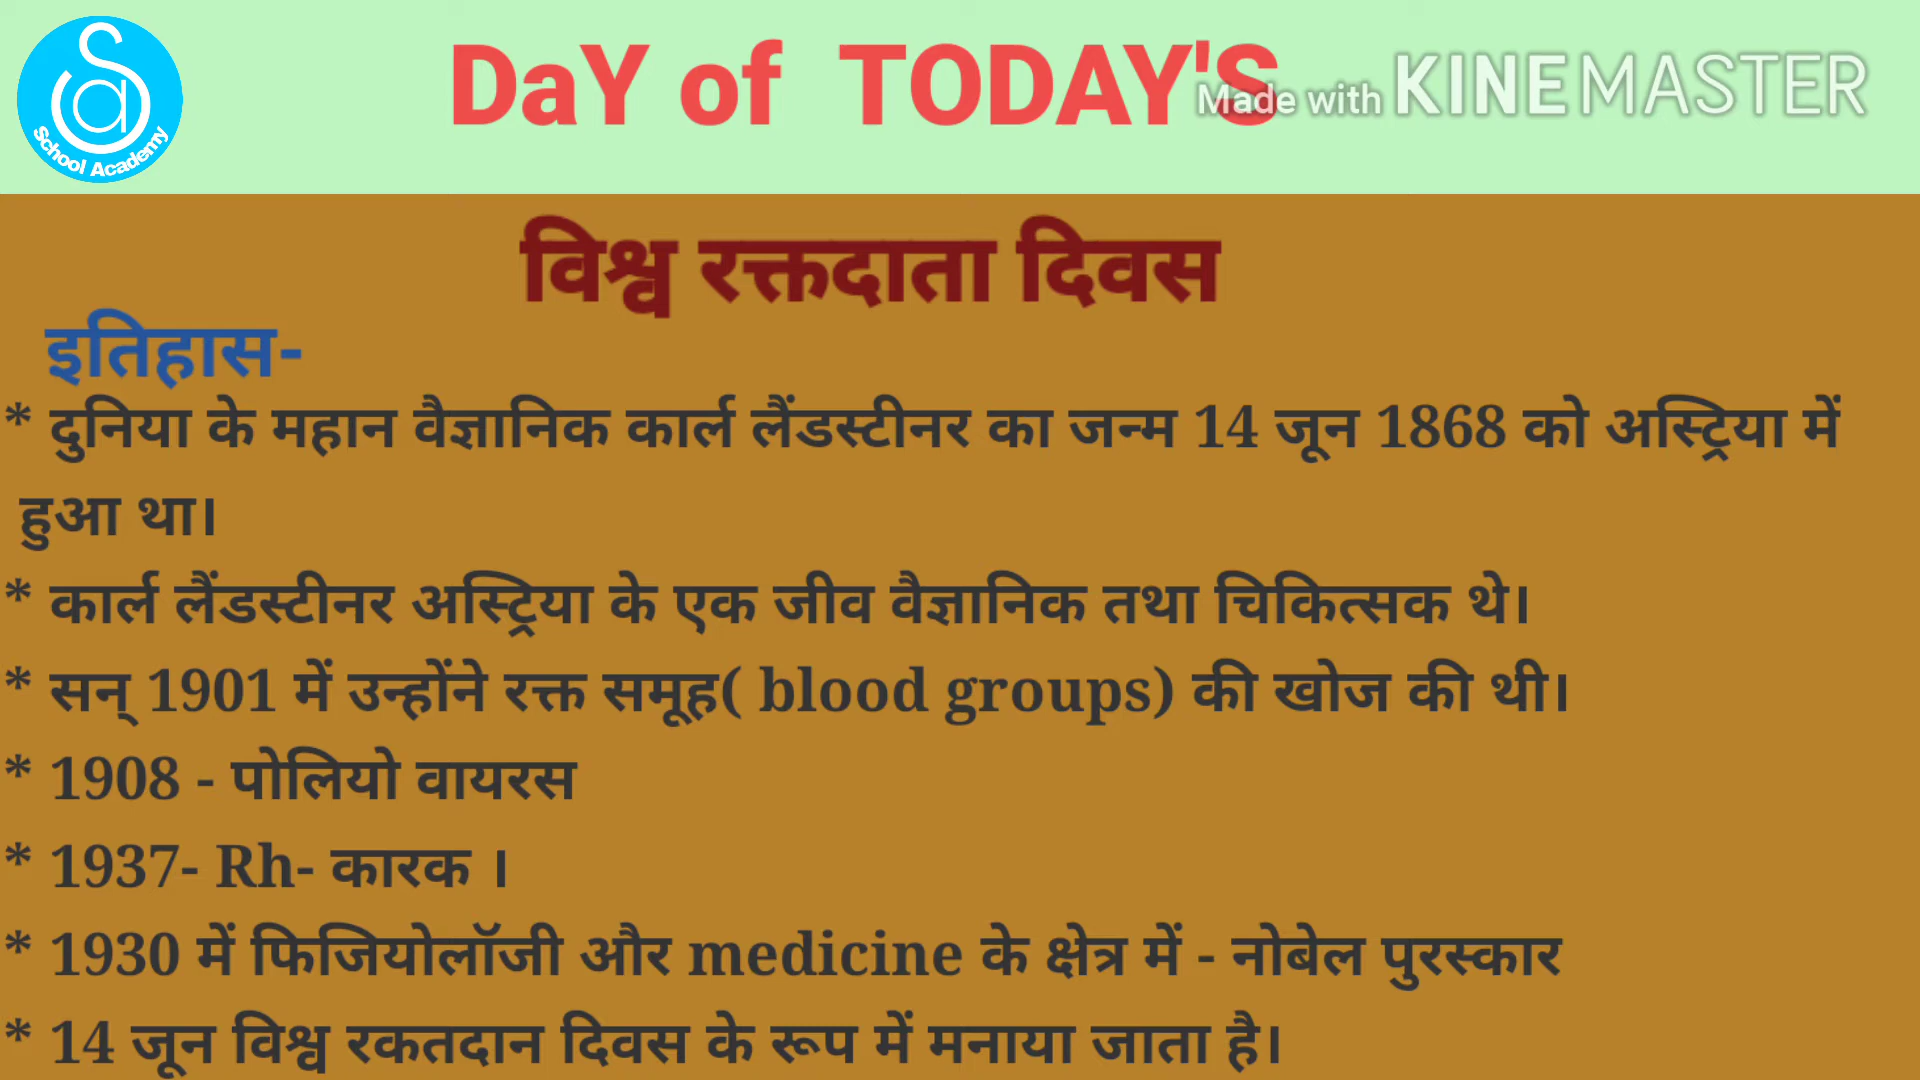 School Academy
DaY of TODAY'S
Made with KINEMASTER
विश्व रक्तदाता दिवस
इतिहास-
* दुनिया के महान वैज्ञानिक कार्ल लैंडस्टीनर का जन्म 14 जून 1868 को अस्ट्रिया में
हुआ था।
* कार्ल लैंडस्टीनर अस्ट्रिया के एक जीव वैज्ञानिक तथा चिकित्सक थे।
* सन् 1901 में उन्होंने रक्त समूह( blood groups) की खोज की थी।
* 1908 - पोलियो वायरस
* 1937- Rh- कारक ।
* 1930 में फिजियोलॉजी और medicine के क्षेत्र में - नोबेल पुरस्कार
* 14 जून विश्व रकतदान दिवस के रूप में मनाया जाता है।